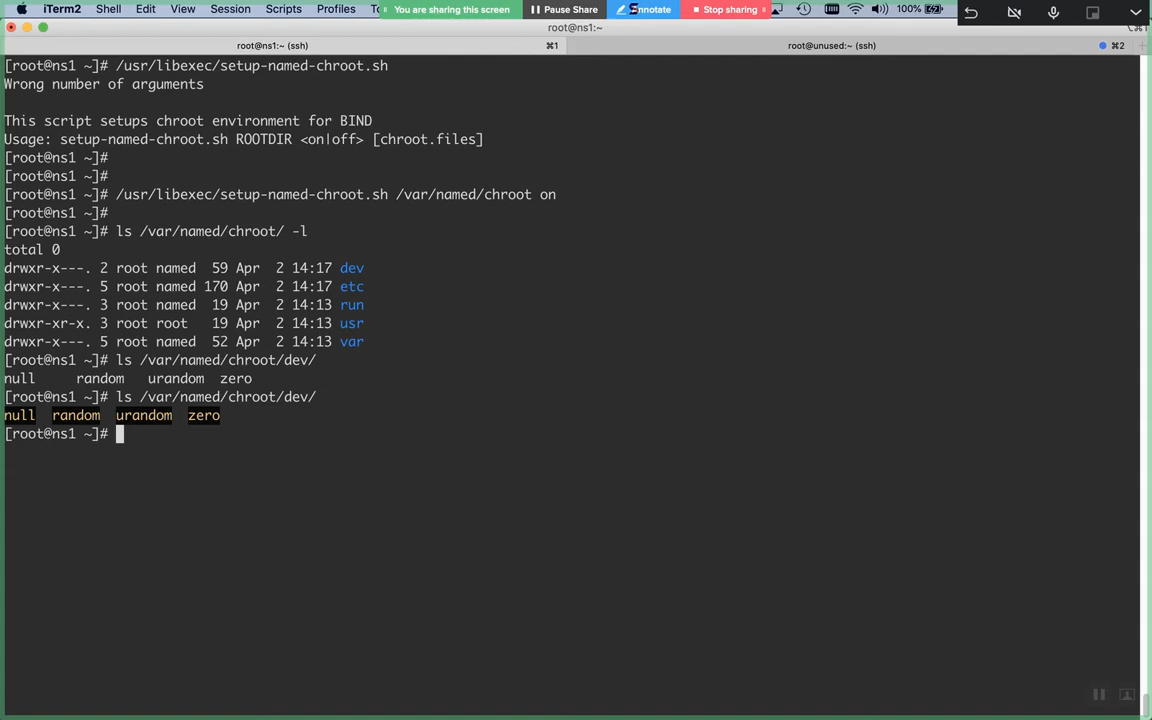 iTerm2 Shell Edit View Session Scripts Profiles You are sharing this screen Pause Share Annotate Stop sharing 100%
root@ns1:~
root@ns1:~ (ssh) ⌘1 root@unused:~ (ssh) ⌘2
[root@ns1 ~]# /usr/libexec/setup-named-chroot.sh
Wrong number of arguments
This script setups chroot environment for BIND
Usage: setup-named-chroot.sh ROOTDIR <on|off> [chroot.files]
[root@ns1 ~]#
[root@ns1 ~]#
[root@ns1 ~]# /usr/libexec/setup-named-chroot.sh /var/named/chroot on
[root@ns1 ~]#
[root@ns1 ~]# ls /var/named/chroot/ -l
total 0
drwxr-x---. 2 root named  59 Apr  2 14:17 dev
drwxr-x---. 5 root named 170 Apr  2 14:17 etc
drwxr-x---. 3 root named  19 Apr  2 14:13 run
drwxr-xr-x. 3 root root   19 Apr  2 14:13 usr
drwxr-x---. 5 root named  52 Apr  2 14:13 var
[root@ns1 ~]# ls /var/named/chroot/dev/
null     random   urandom  zero
[root@ns1 ~]# ls /var/named/chroot/dev/
null  random  urandom  zero
[root@ns1 ~]#